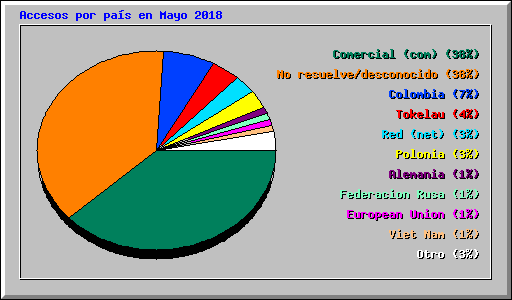 Accesos por país en Mayo 2018
Comercial (com) (38%)
No resuelve/desconocido (38%)
Colombia (7%)
Tokelau (4%)
Red (net) (3%)
Polonia (3%)
Alemania (1%)
Federacion Rusa (1%)
European Union (1%)
Viet Nam (1%)
Otro (3%)